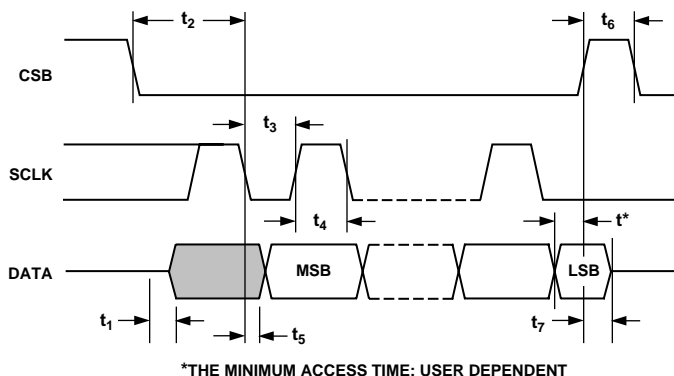 t2
t6
CSB
t3
SCLK
t4
t*
DATA
MSB
LSB
t1
t5
t7
*THE MINIMUM ACCESS TIME: USER DEPENDENT